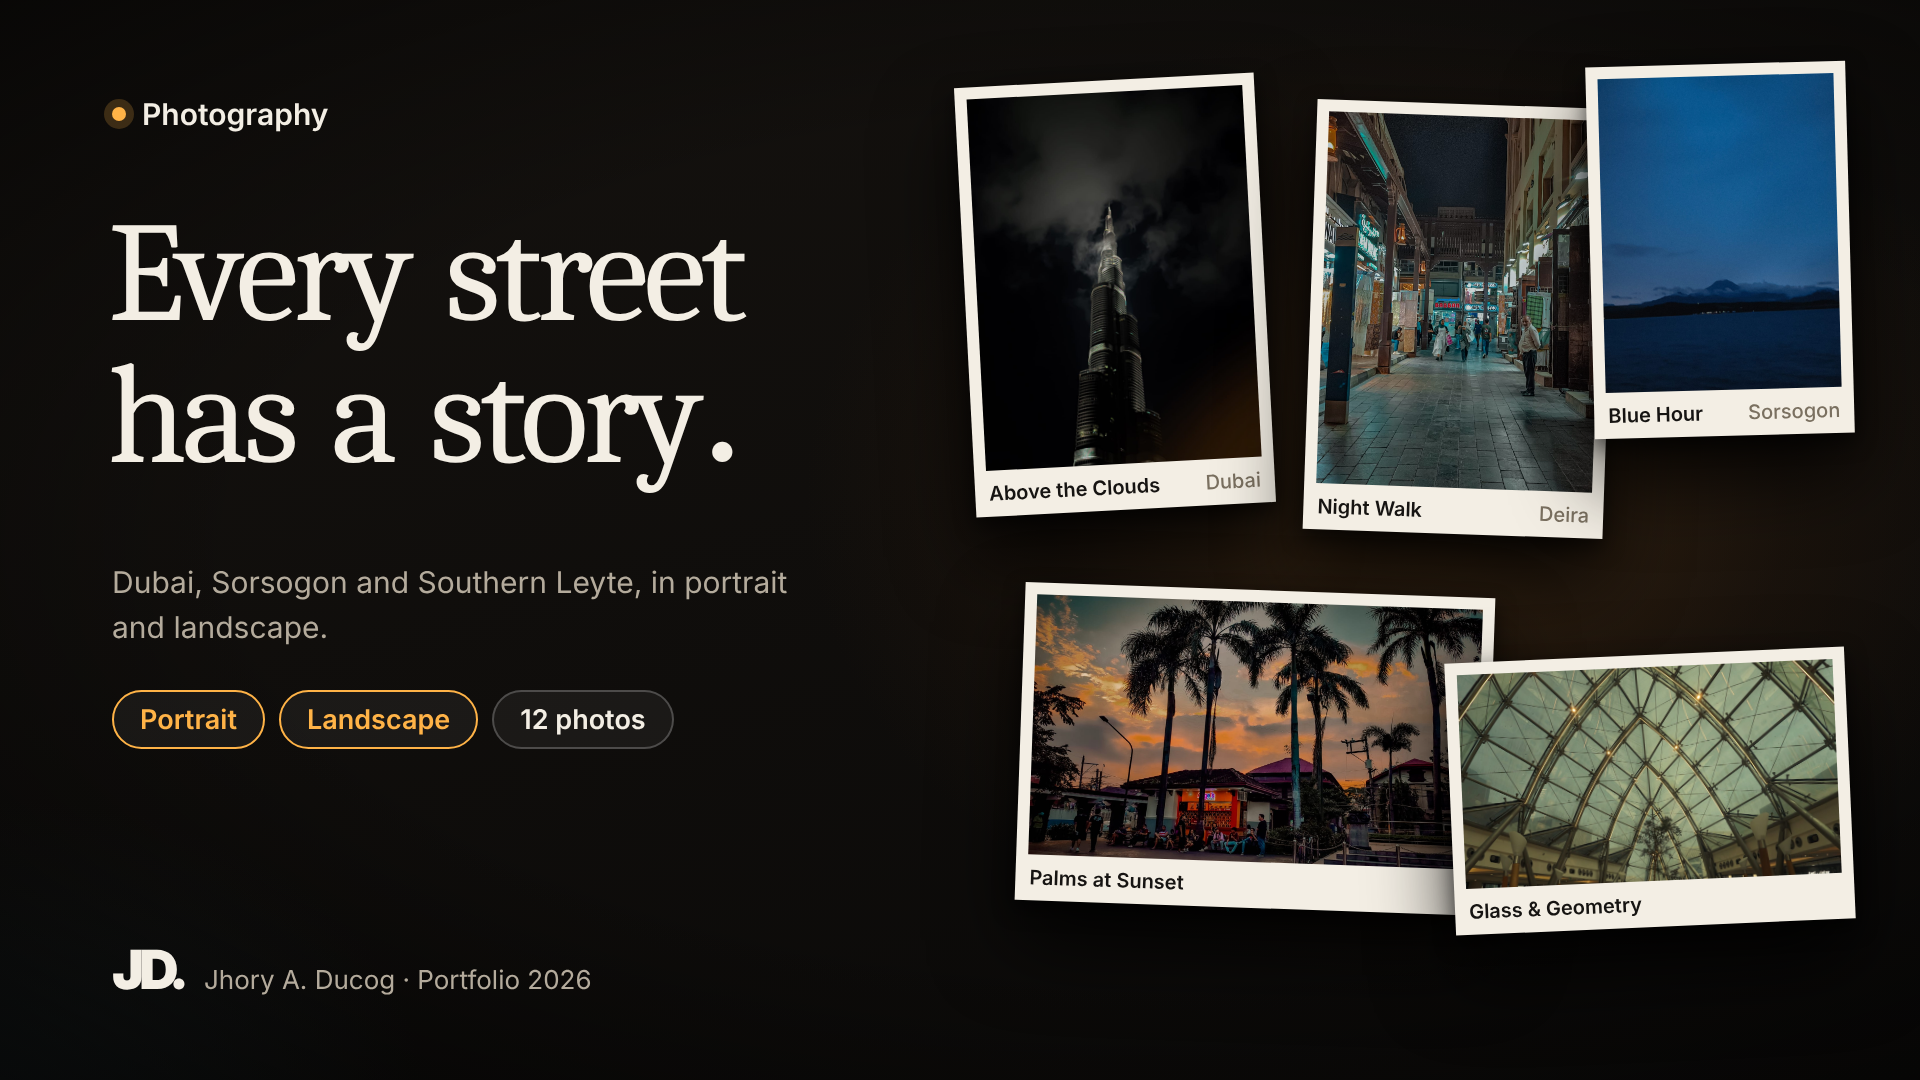 Photography
Every street
has a story.
Dubai, Sorsogon and Southern Leyte, in portrait
and landscape.
Portrait
Landscape
12 photos
JD.
Jhory A. Ducog · Portfolio 2026
Above the Clouds
Dubai
Night Walk
Deira
Blue Hour
Sorsogon
Palms at Sunset
Glass & Geometry